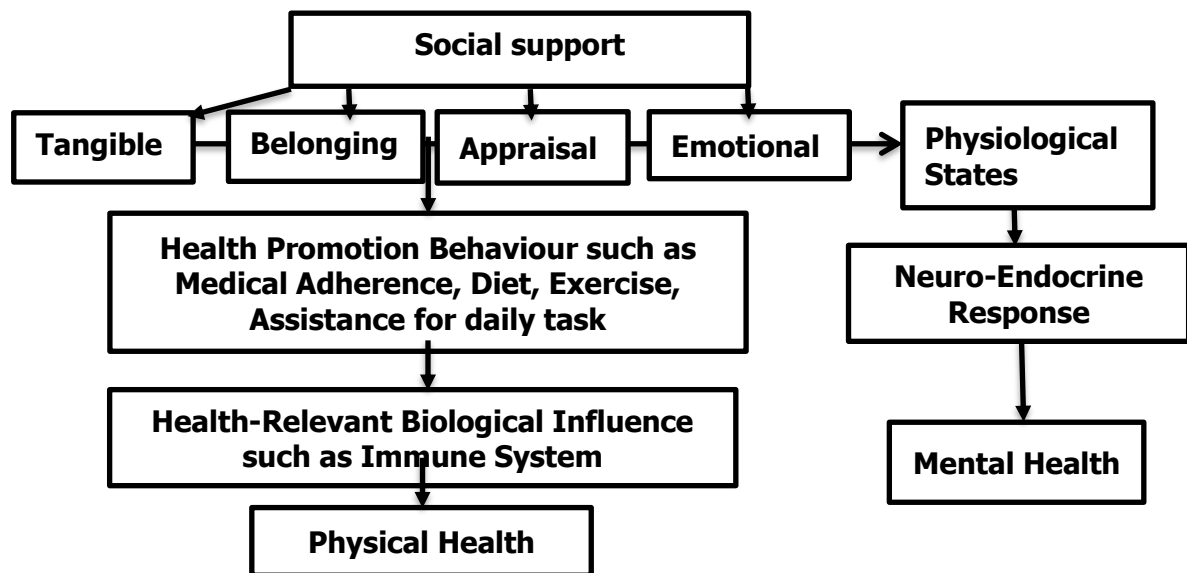 Social support
Tangible
Belonging
Appraisal
Emotional
Physiological
States
Health Promotion Behaviour such as
Medical Adherence, Diet, Exercise,
Assistance for daily task
Neuro-Endocrine
Response
Health-Relevant Biological Influence
such as Immune System
Mental Health
Physical Health